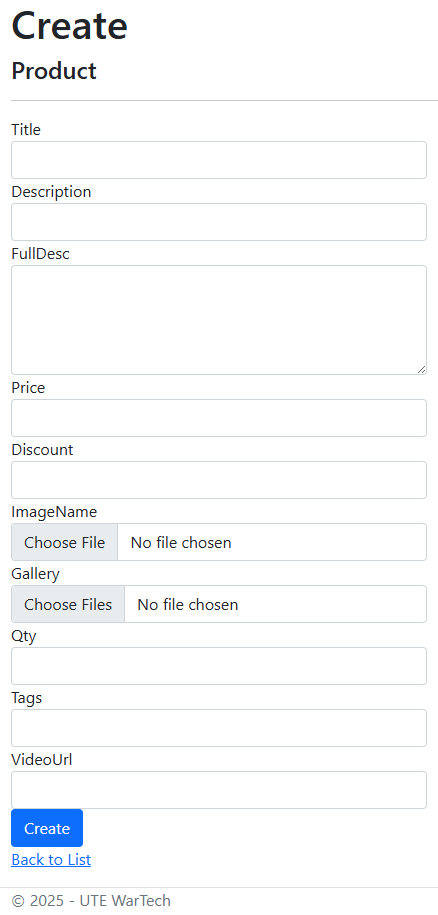 Create
Product
Title
Description
FullDesc
Price
Discount
ImageName
Choose File No file chosen
Gallery
Choose Files No file chosen
Qty
Tags
VideoUrl
Create
Back to List
© 2025 - UTE WarTech